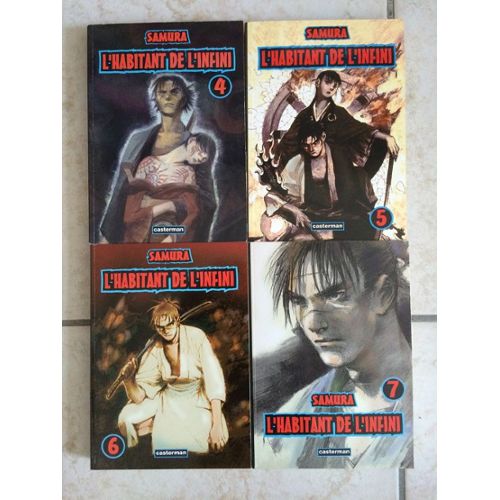 SAMURA
L'HABITANT DE L'INFINI
4
casterman
SAMURA
L'HABITANT DE L'INFINI
5
casterman
SAMURA
L'HABITANT DE L'INFINI
6
casterman
7
SAMURA
L'HABITANT DE L'INFINI
casterman